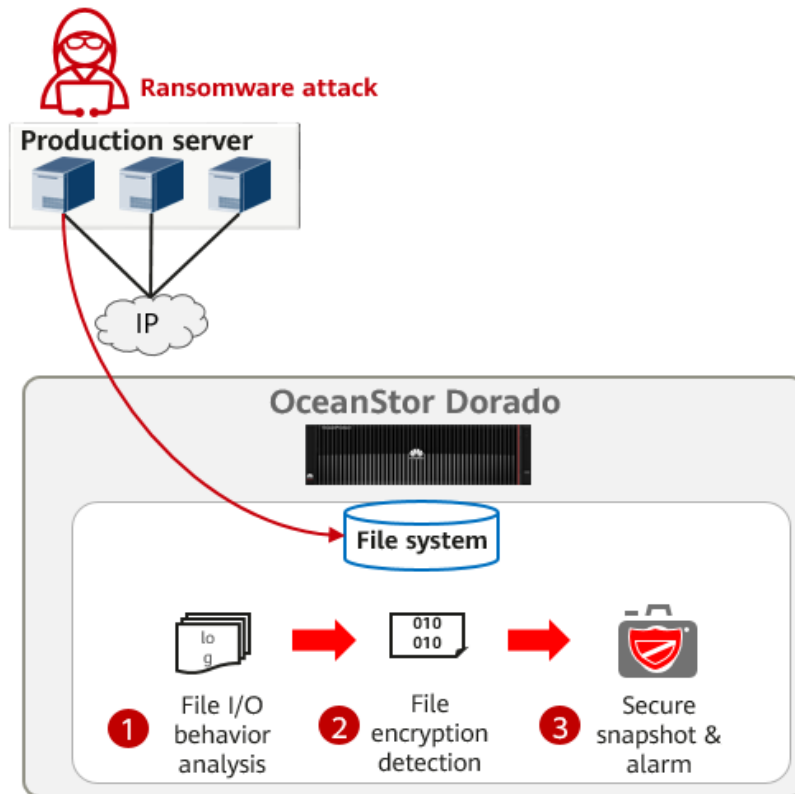 Ransomware attack
Production server
IP
OceanStor Dorado
File system
lo
g
010
010
1
File I/O
behavior
analysis
2
File
encryption
detection
3
Secure
snapshot &
alarm